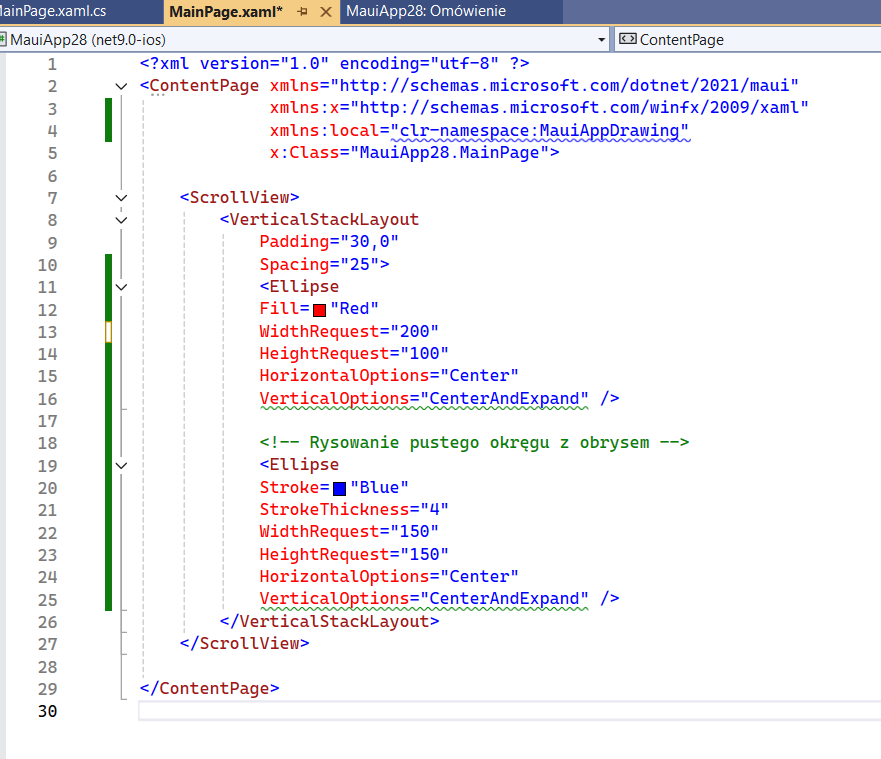 MainPage.xaml.cs
MainPage.xaml*
MauiApp28: Omówienie
MauiApp28 (net9.0-ios)
ContentPage
1 <?xml version="1.0" encoding="utf-8" ?>
2 <ContentPage xmlns="http://schemas.microsoft.com/dotnet/2021/maui"
3 xmlns:x="http://schemas.microsoft.com/winfx/2009/xaml"
4 xmlns:local="clr-namespace:MauiAppDrawing"
5 x:Class="MauiApp28.MainPage">
6
7 <ScrollView>
8 <VerticalStackLayout
9 Padding="30,0"
10 Spacing="25">
11 <Ellipse
12 Fill="Red"
13 WidthRequest="200"
14 HeightRequest="100"
15 HorizontalOptions="Center"
16 VerticalOptions="CenterAndExpand" />
17
18 <!-- Rysowanie pustego okręgu z obrysem -->
19 <Ellipse
20 Stroke="Blue"
21 StrokeThickness="4"
22 WidthRequest="150"
23 HeightRequest="150"
24 HorizontalOptions="Center"
25 VerticalOptions="CenterAndExpand" />
26 </VerticalStackLayout>
27 </ScrollView>
28
29 </ContentPage>
30